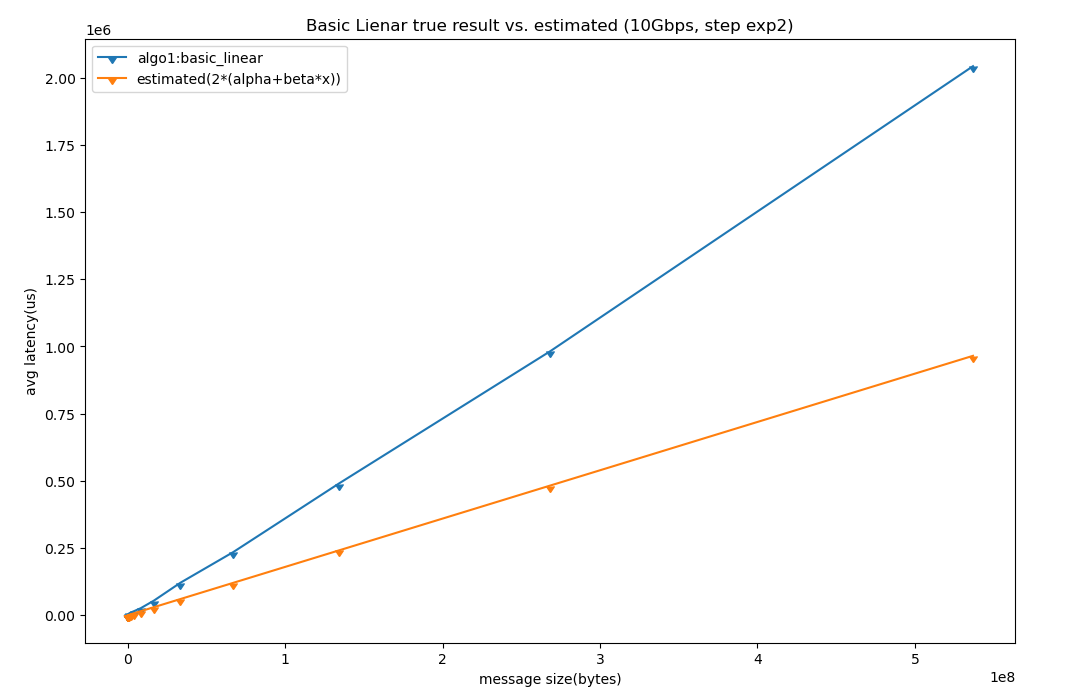 Basic Lienar true result vs. estimated (10Gbps, step exp2)
1e6
algo1:basic_linear
estimated(2*(alpha+beta*x))
avg latency(us)
2.00
1.75
1.50
1.25
1.00
0.75
0.50
0.25
0.00
0 1 2 3 4 5
1e8
message size(bytes)